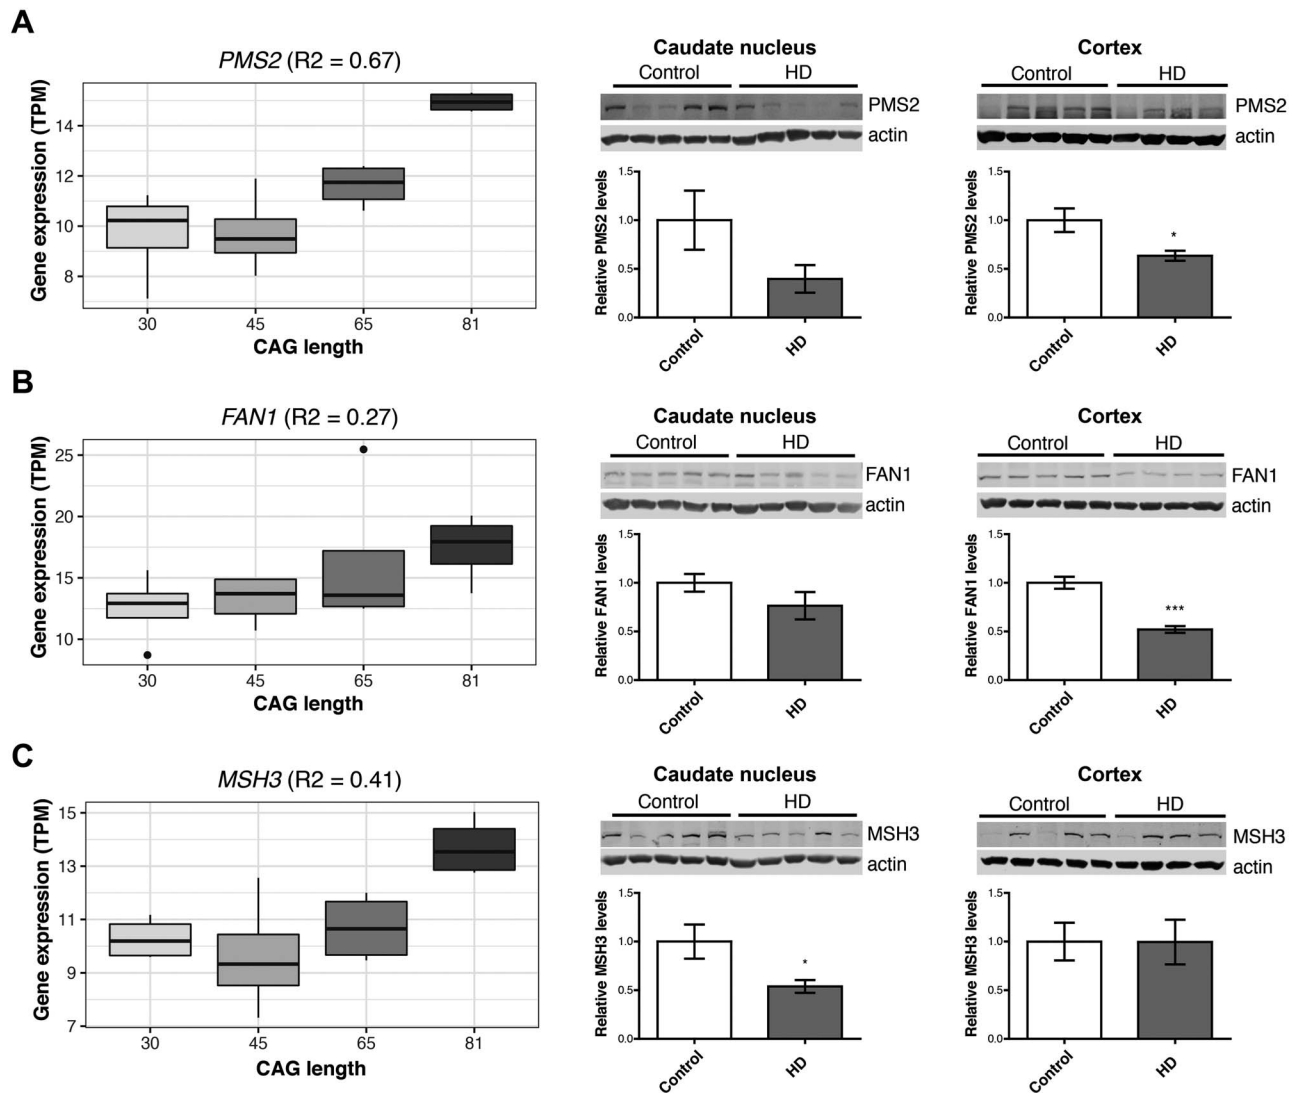 A
PMS2 (R2 = 0.67)
Gene expression (TPM)
14
12
10
8
30 45 65 81
CAG length
Caudate nucleus
Control HD
PMS2
actin
Relative PMS2 levels
1.5
1.0
0.5
0.0
Control HD
Cortex
Control HD
PMS2
actin
Relative PMS2 levels
1.5
1.0
0.5
0.0
*
Control HD
B
FAN1 (R2 = 0.27)
Gene expression (TPM)
25
20
15
10
30 45 65 81
CAG length
Caudate nucleus
Control HD
FAN1
actin
Relative FAN1 levels
1.5
1.0
0.5
0.0
Control HD
Cortex
Control HD
FAN1
actin
Relative FAN1 levels
1.5
1.0
0.5
0.0
***
Control HD
C
MSH3 (R2 = 0.41)
Gene expression (TPM)
15
13
11
9
7
30 45 65 81
CAG length
Caudate nucleus
Control HD
MSH3
actin
Relative MSH3 levels
1.5
1.0
0.5
0.0
*
Control HD
Cortex
Control HD
MSH3
actin
Relative MSH3 levels
1.5
1.0
0.5
0.0
Control HD